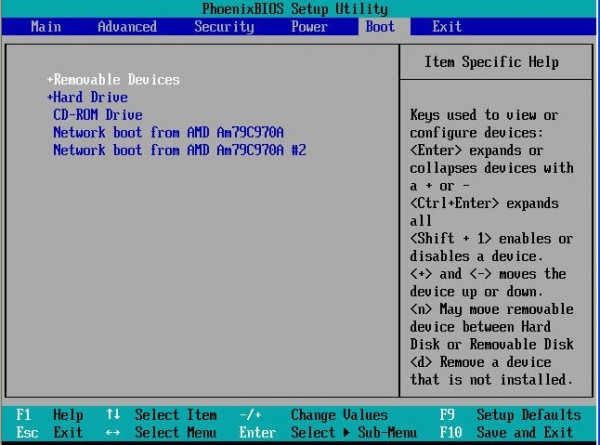 PhoenixBIOS Setup Utility
Main Advanced Security Power Boot Exit
+Removable Devices
+Hard Drive
CD-ROM Drive
Network boot from AMD Am79C970A
Network boot from AMD Am79C970A #2
Item Specific Help
Keys used to view or
configure devices:
<Enter> expands or
collapses devices with
a + or -
<Ctrl+Enter> expands
all
<Shift + 1> enables or
disables a device.
<+> and <-> moves the
device up or down.
<n> May move removable
device between Hard
Disk or Removable Disk
<d> Remove a device
that is not installed.
F1 Help ↑↓ Select Item -/+ Change Values F9 Setup Defaults
Esc Exit ↔ Select Menu Enter Select ▶ Sub-Menu F10 Save and Exit